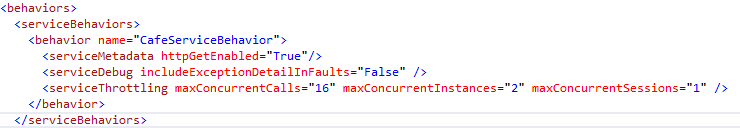 <behaviors>
<serviceBehaviors>
<behavior name="CafeServiceBehavior">
<serviceMetadata httpGetEnabled="True"/>
<serviceDebug includeExceptionDetailInFaults="False" />
<serviceThrottling maxConcurrentCalls="16" maxConcurrentInstances="2" maxConcurrentSessions="1" />
</behavior>
</serviceBehaviors>